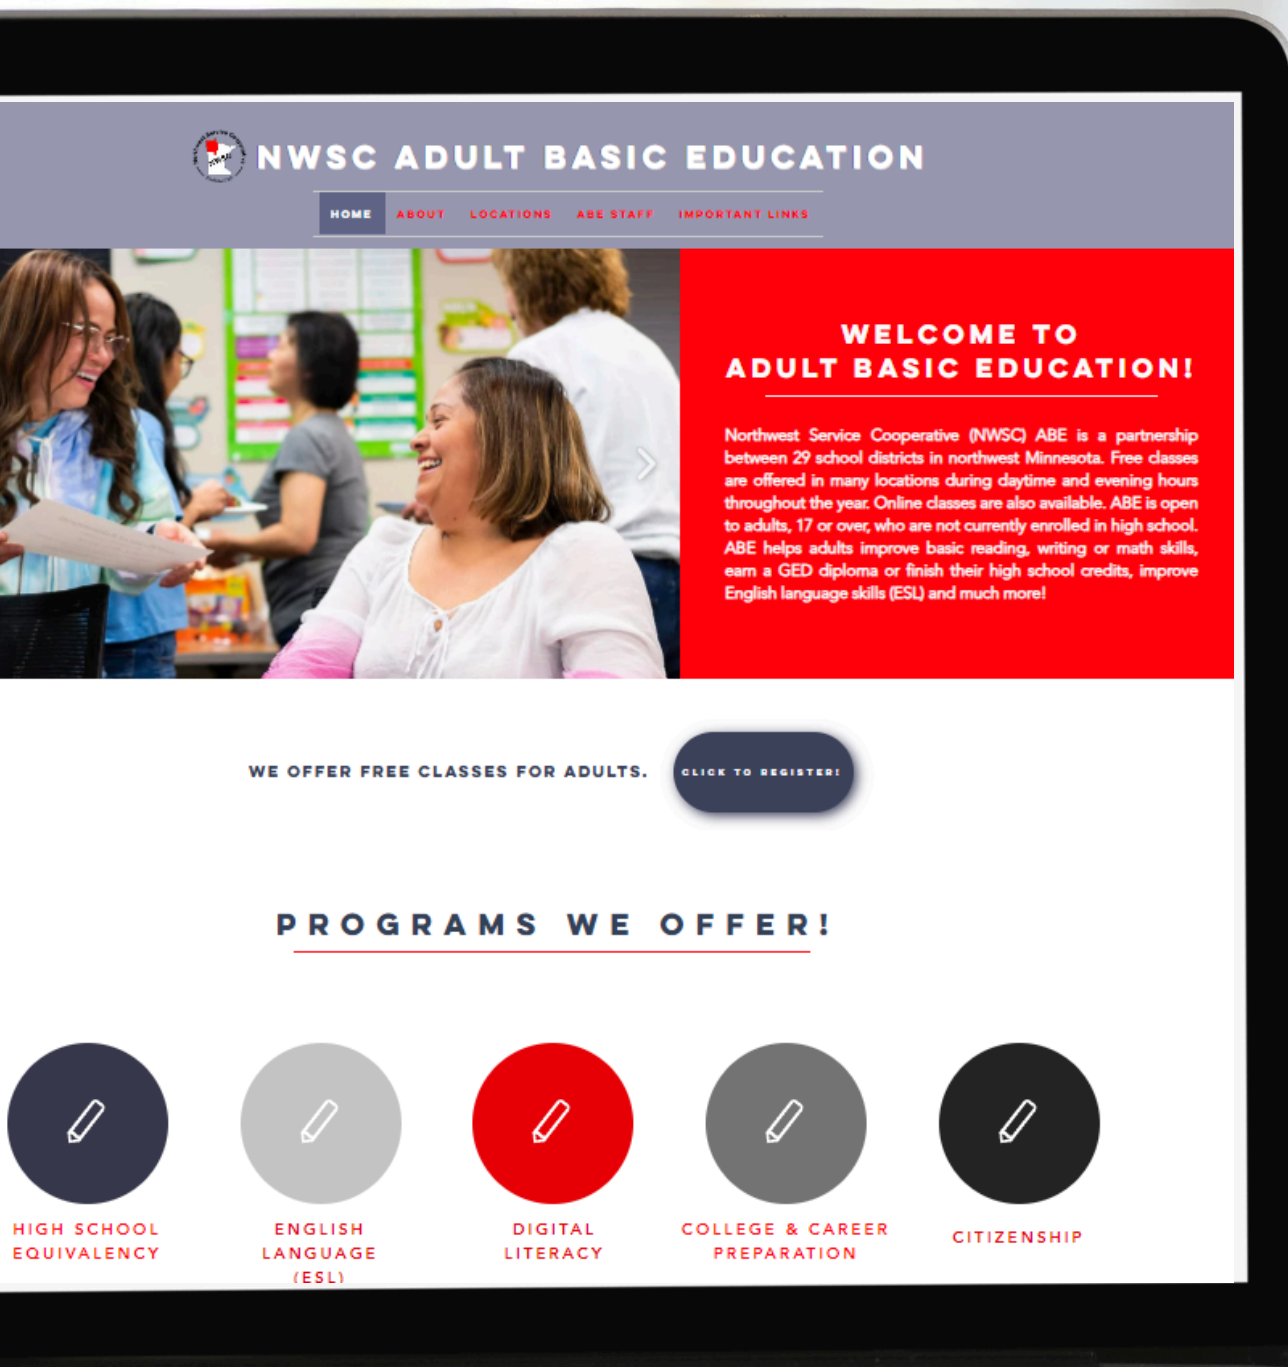 NWSC ADULT BASIC EDUCATION
HOME ABOUT LOCATIONS ABE STAFF IMPORTANT LINKS
WELCOME TO
ADULT BASIC EDUCATION!
Northwest Service Cooperative (NWSC) ABE is a partnership
between 29 school districts in northwest Minnesota. Free classes
are offered in many locations during daytime and evening hours
throughout the year. Online classes are also available. ABE is open
to adults, 17 or over, who are not currently enrolled in high school.
ABE helps adults improve basic reading, writing or math skills,
earn a GED diploma or finish their high school credits, improve
English language skills (ESL) and much more!
WE OFFER FREE CLASSES FOR ADULTS.
CLICK TO REGISTER!
PROGRAMS WE OFFER!
HIGH SCHOOL
EQUIVALENCY
ENGLISH
LANGUAGE
(ESL)
DIGITAL
LITERACY
COLLEGE & CAREER
PREPARATION
CITIZENSHIP